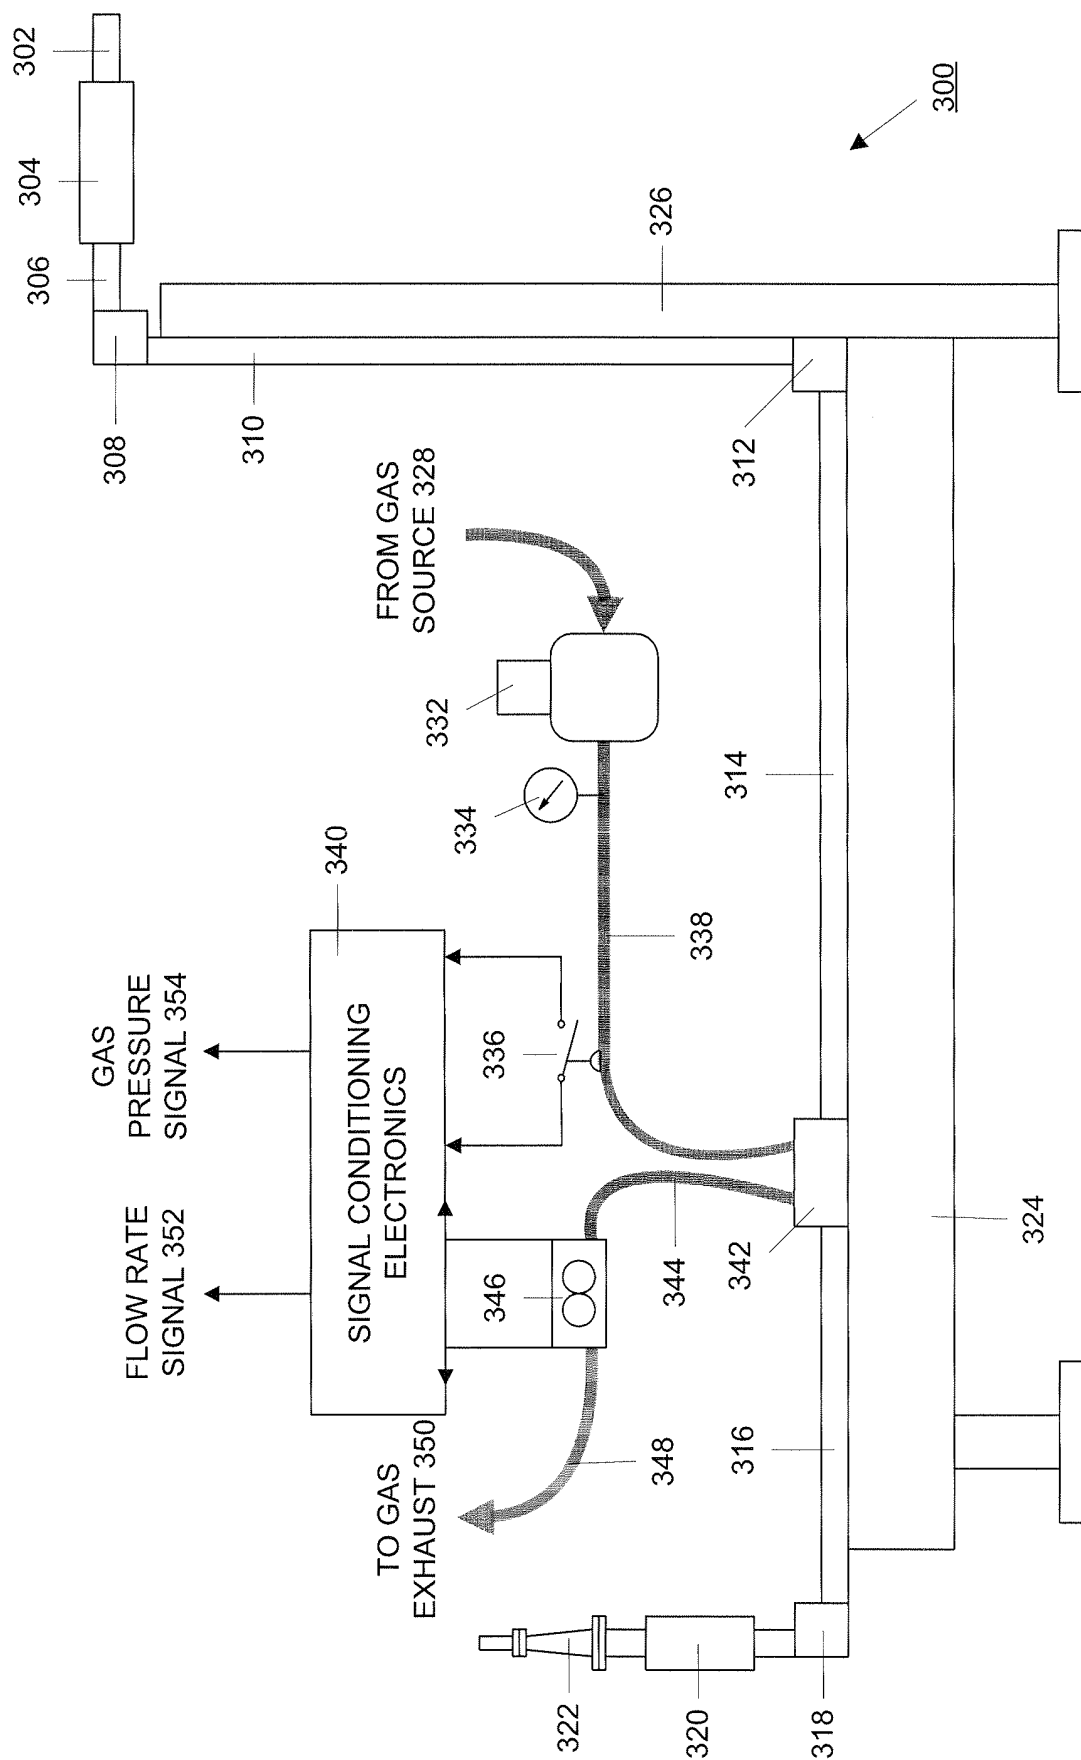 302
304
306
308
310
326
300
312
FROM GAS
SOURCE 328
332
334
314
338
340
336
GAS
PRESSURE
SIGNAL 354
FLOW RATE
SIGNAL 352
SIGNAL CONDITIONING
ELECTRONICS
346
344
342
324
348
316
TO GAS
EXHAUST 350
322
320
318